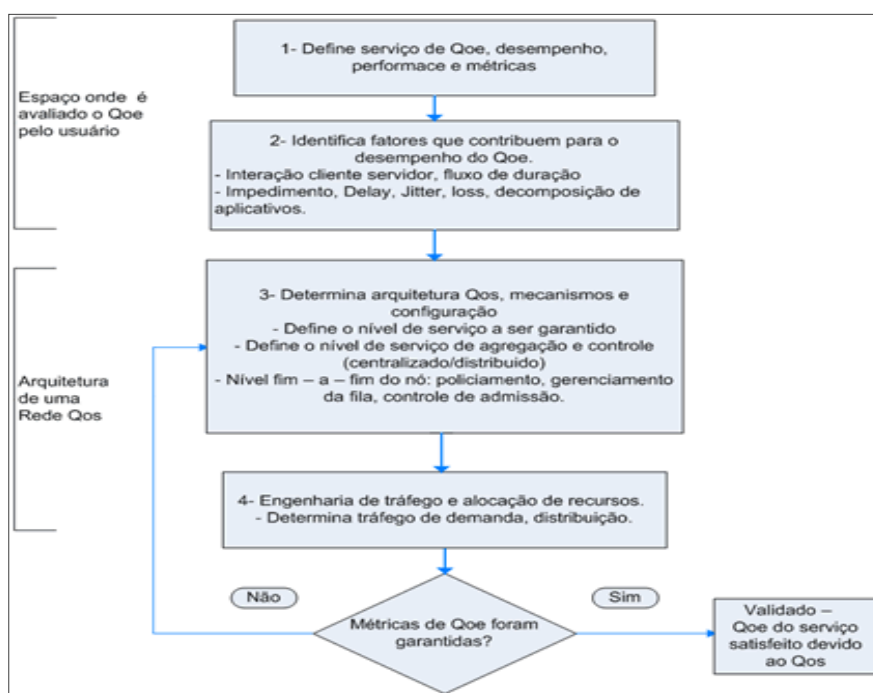 1- Define serviço de Qoe, desempenho,
performace e métricas
Espaço onde é
avaliado o Qoe
pelo usuário
2- Identifica fatores que contribuem para o
desempenho do Qoe.
- Interação cliente servidor, fluxo de duração
- Impedimento, Delay, Jitter, loss, decomposição de
aplicativos.
3- Determina arquitetura Qos, mecanismos e
configuração
- Define o nível de serviço a ser garantido
- Define o nível de serviço de agregação e controle
(centralizado/distribuído)
- Nível fim – a – fim do nó: policiamento, gerenciamento
da fila, controle de admissão.
Arquitetura
de uma
Rede Qos
4- Engenharia de tráfego e alocação de recursos.
- Determina tráfego de demanda, distribuição.
Não
Sim
Métricas de Qoe foram
garantidas?
Validado –
Qoe do serviço
satisfeito devido
ao Qos